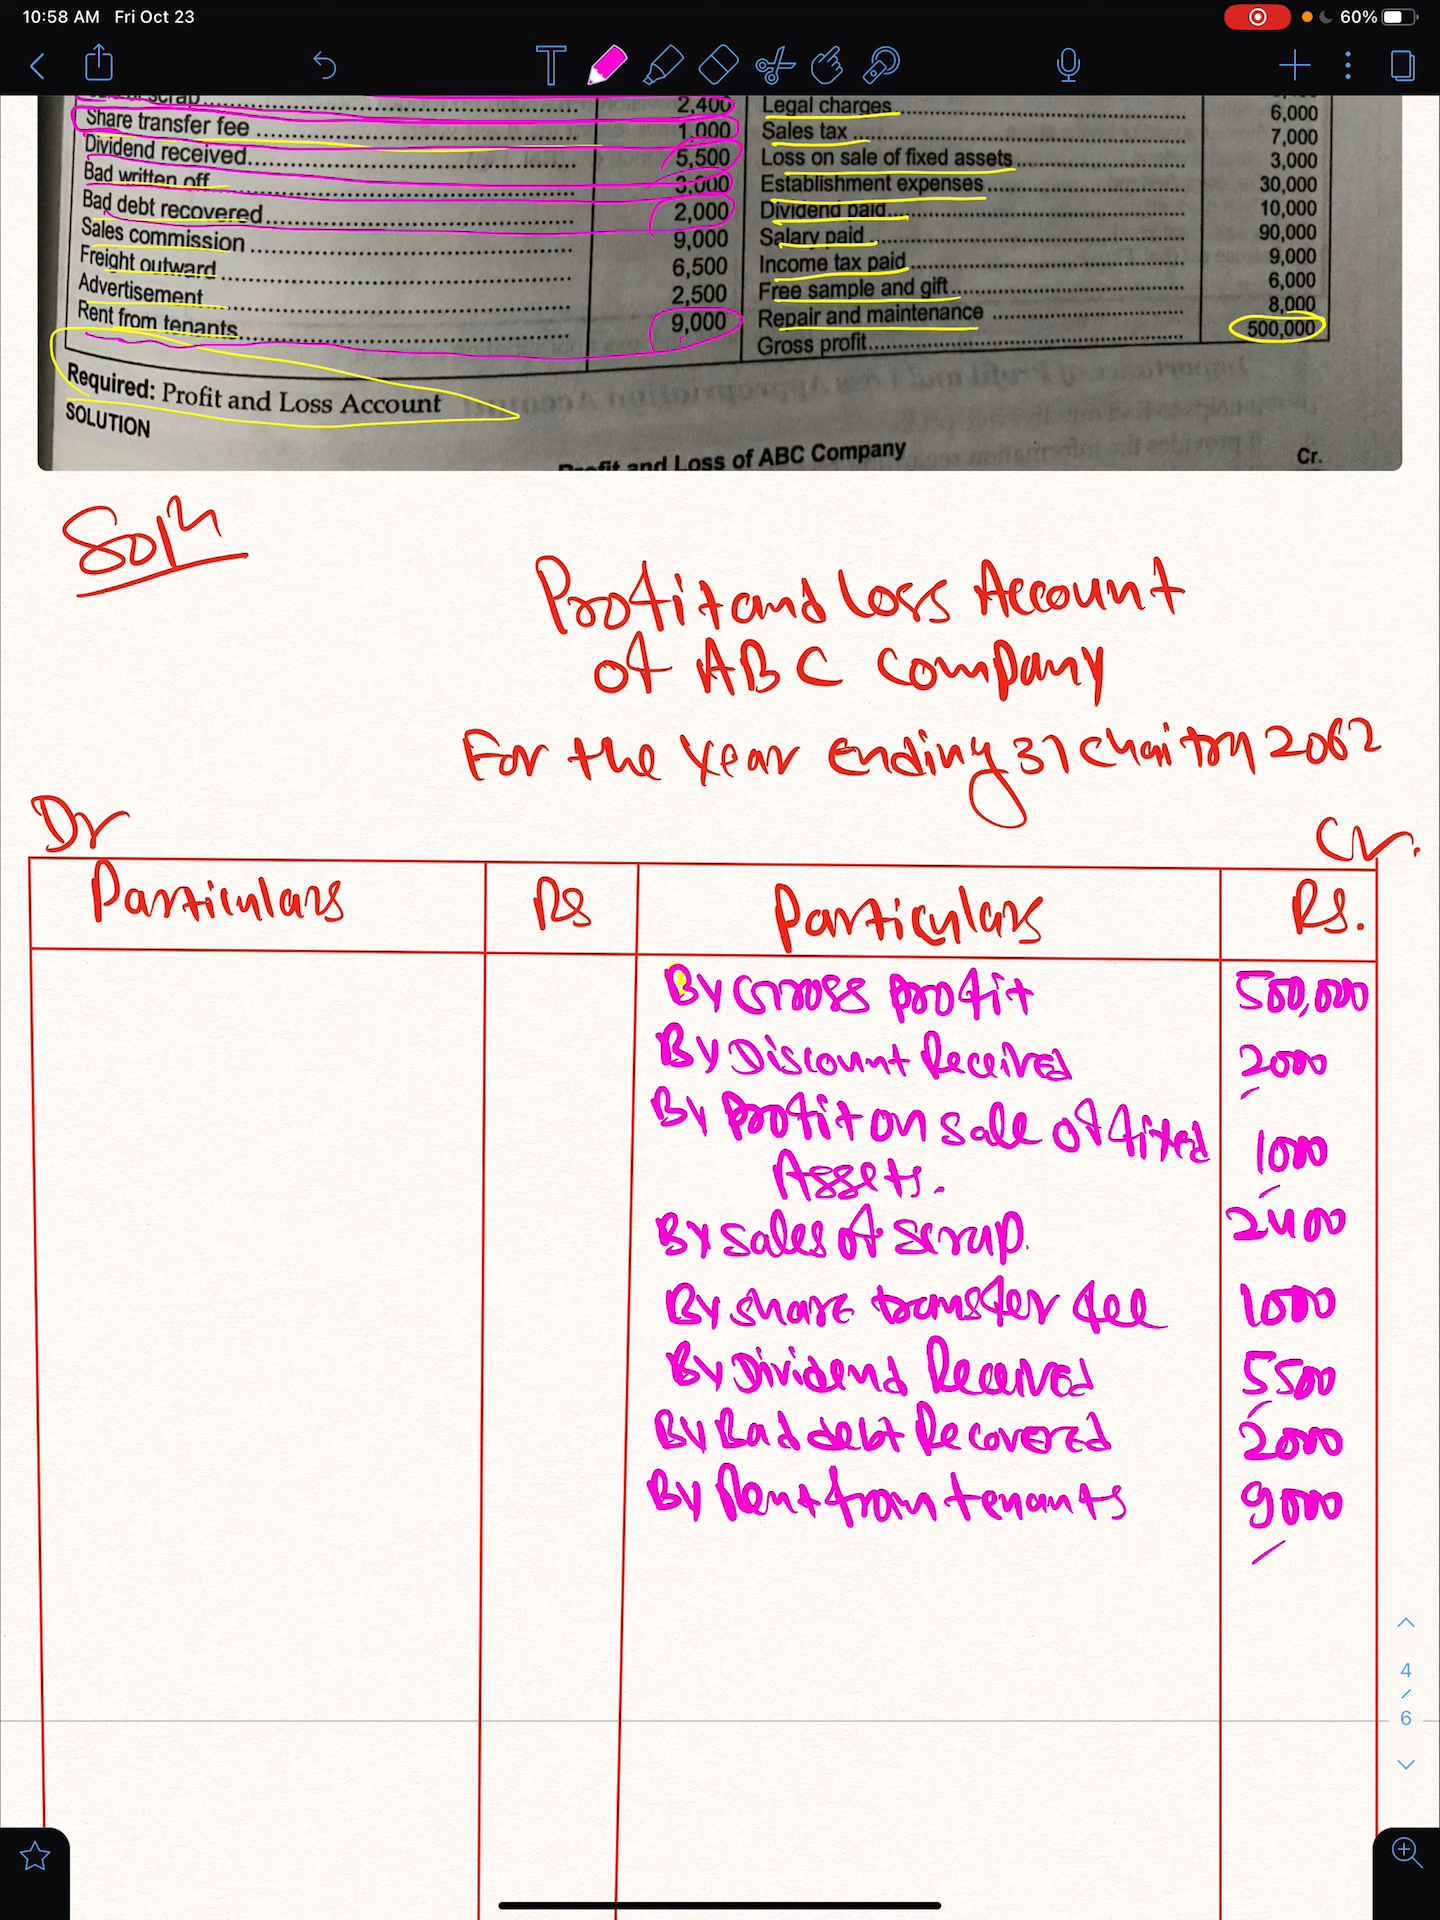 10:58 AM Fri Oct 23
60%
scrap 2,400
Share transfer fee 1,000
Dividend received 5,500
Bad written off 3,000
Bad debt recovered 2,000
Sales commission 9,000
Freight outward 6,500
Advertisement 2,500
Rent from tenants 9,000
Legal charges 6,000
Sales tax 7,000
Loss on sale of fixed assets 3,000
Establishment expenses 30,000
Dividend paid 10,000
Salary paid 90,000
Income tax paid 9,000
Free sample and gift 6,000
Repair and maintenance 8,000
Gross profit 500,000
Required: Profit and Loss Account
SOLUTION
Profit and Loss of ABC Company
Cr.
Soln
Profit and Loss Account
of ABC Company
For the Year Ending 31 Chaitra 2062
Dr Cr.
Particulars Rs Particulars Rs.
By Gross profit 500,000
By Discount Received 2000
By Profit on sale of fixed
Assets. 1000
By sales of scrap. 2400
By share transfer fee 1000
By Dividend Received 5500
By Bad debt Recovered 2000
By Rent from tenants 9000
4
/
6